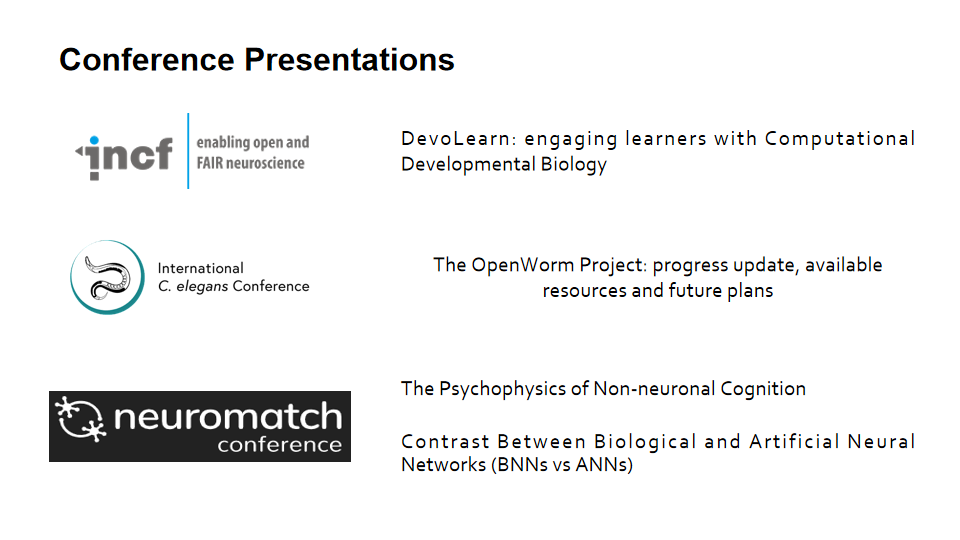 Conference Presentations
incf
enabling open and
FAIR neuroscience
DevoLearn: engaging learners with Computational
Developmental Biology
International
C. elegans Conference
The OpenWorm Project: progress update, available
resources and future plans
neuromatch
conference
The Psychophysics of Non-neuronal Cognition
Contrast Between Biological and Artificial Neural
Networks (BNNs vs ANNs)